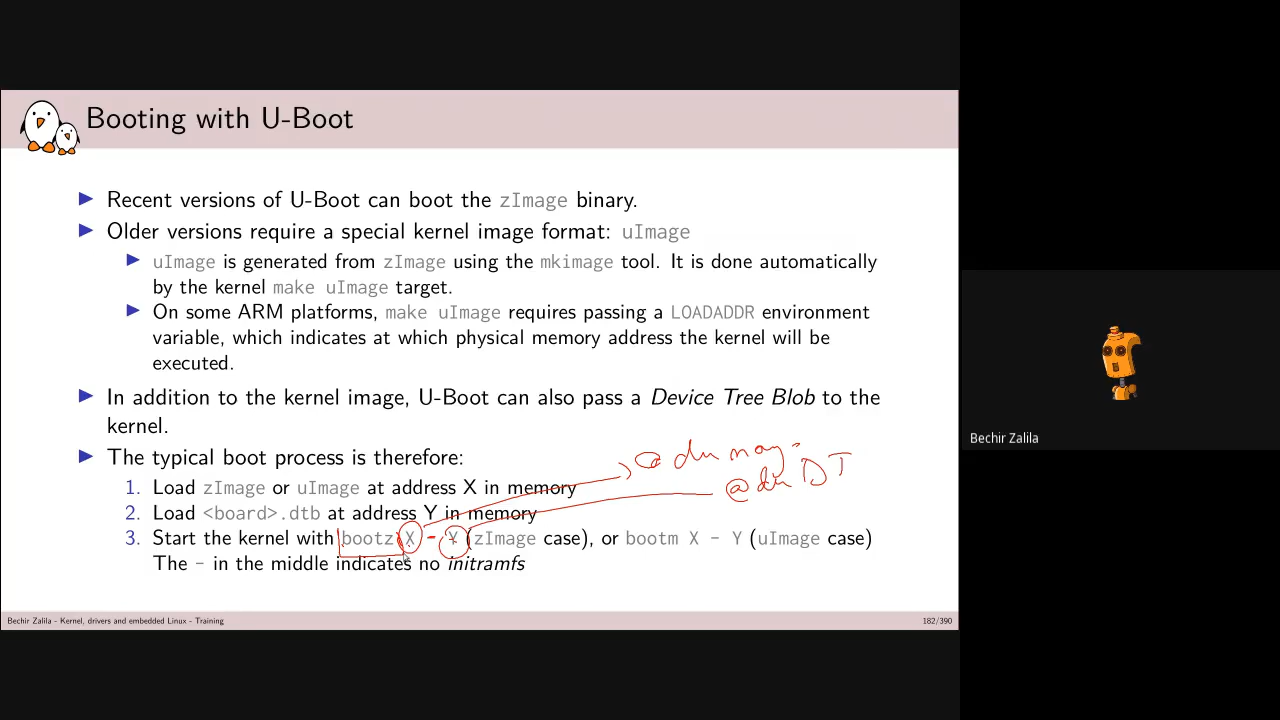 Booting with U-Boot
Recent versions of U-Boot can boot the zImage binary.
Older versions require a special kernel image format: uImage
uImage is generated from zImage using the mkimage tool. It is done automatically
by the kernel make uImage target.
On some ARM platforms, make uImage requires passing a LOADADDR environment
variable, which indicates at which physical memory address the kernel will be
executed.
In addition to the kernel image, U-Boot can also pass a Device Tree Blob to the
kernel.
The typical boot process is therefore:
@ du
1. Load zImage or uImage at address X in memory
@ du DT
2. Load <board>.dtb at address Y in memory
3. Start the kernel with bootz X - Y (zImage case), or bootm X - Y (uImage case)
The - in the middle indicates no initramfs
Bechir Zalila - Kernel, drivers and embedded Linux - Training
182/390
Bechir Zalila